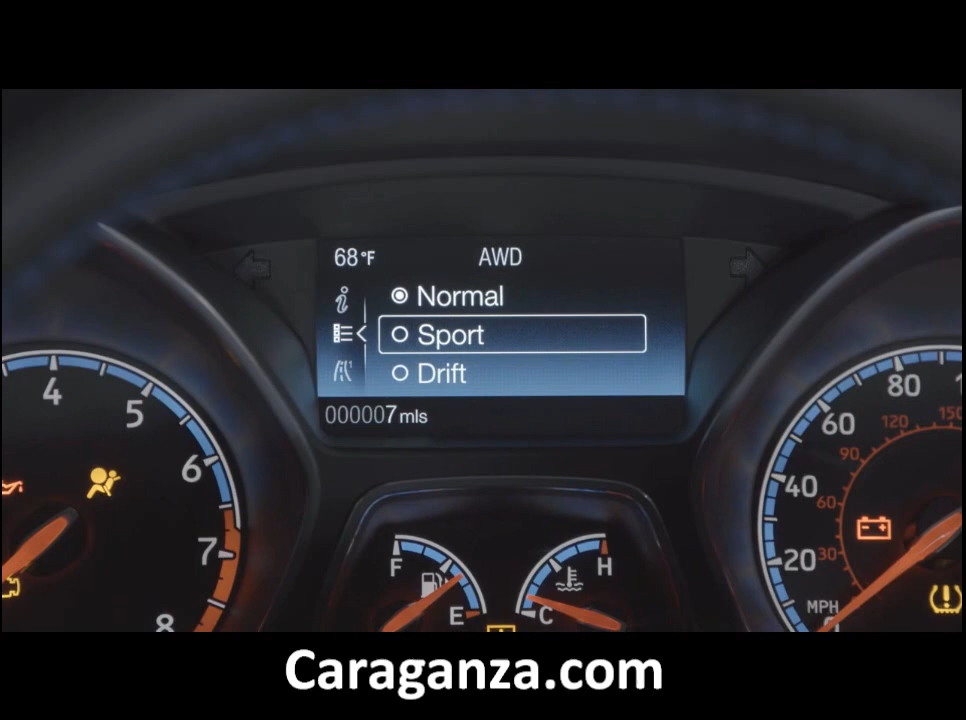 68°F AWD
Normal
Sport
Drift
000007 mls
4
5
6
7
8
F
E
H
C
20
40
60
80
30
60
90
120
150
MPH
Caraganza.com